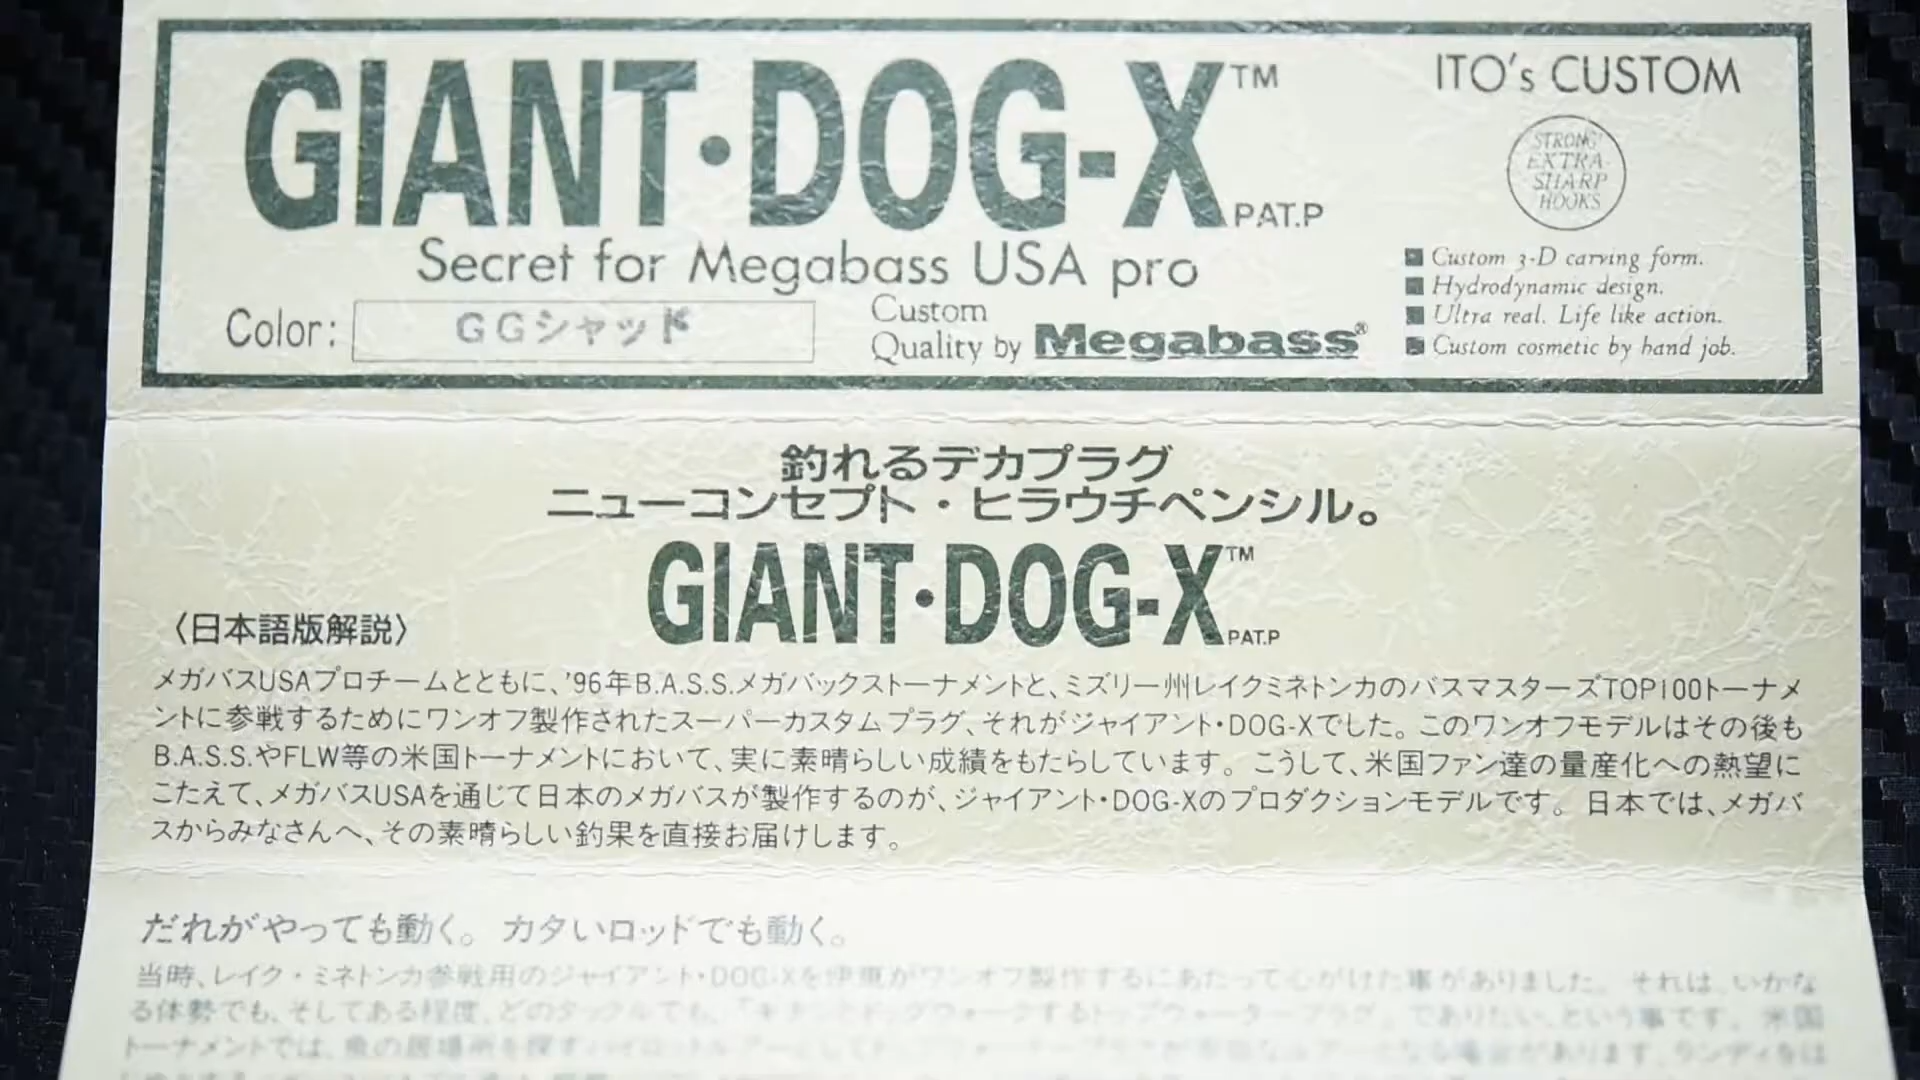 GIANT・DOG-X™ PAT.P
ITO's CUSTOM
STRONG!
EXTRA-
SHARP
HOOKS
Secret for Megabass USA pro
Color: GGシャッド
Custom
Quality by Megabass®
■ Custom 3-D carving form.
■ Hydrodynamic design.
■ Ultra real. Life like action.
■ Custom cosmetic by hand job.
釣れるデカプラグ
ニューコンセプト・ヒラウチペンシル。
GIANT・DOG-X™ PAT.P
〈日本語版解説〉
メガバスUSAプロチームとともに、'96年B.A.S.S.メガバックストーナメントと、ミズリー州レイクミネトンカのバスマスターズTOP100トーナメ
ントに参戦するためにワンオフ製作されたスーパーカスタムプラグ、それがジャイアント・DOG-Xでした。このワンオフモデルはその後も
B.A.S.S.やFLW等の米国トーナメントにおいて、実に素晴らしい成績をもたらしています。こうして、米国ファン達の量産化への熱望に
こたえて、メガバスUSAを通じて日本のメガバスが製作するのが、ジャイアント・DOG-Xのプロダクションモデルです。日本では、メガバ
スからみなさんへ、その素晴らしい釣果を直接お届けします。
だれがやっても動く。カタいロッドでも動く。
当時、レイク・ミネトンカ参戦用のジャイアント・DOG-Xを伊東がワンオフ製作するにあたって心がけた事がありました。それは、いかな
る体勢でも、そしてある程度、どのタックルでも、「キチンとドッグウォークするトップウォータープラグ」でありたい、という事です。米国
トーナメントでは、魚の居場所を探すパイロットルアーとして